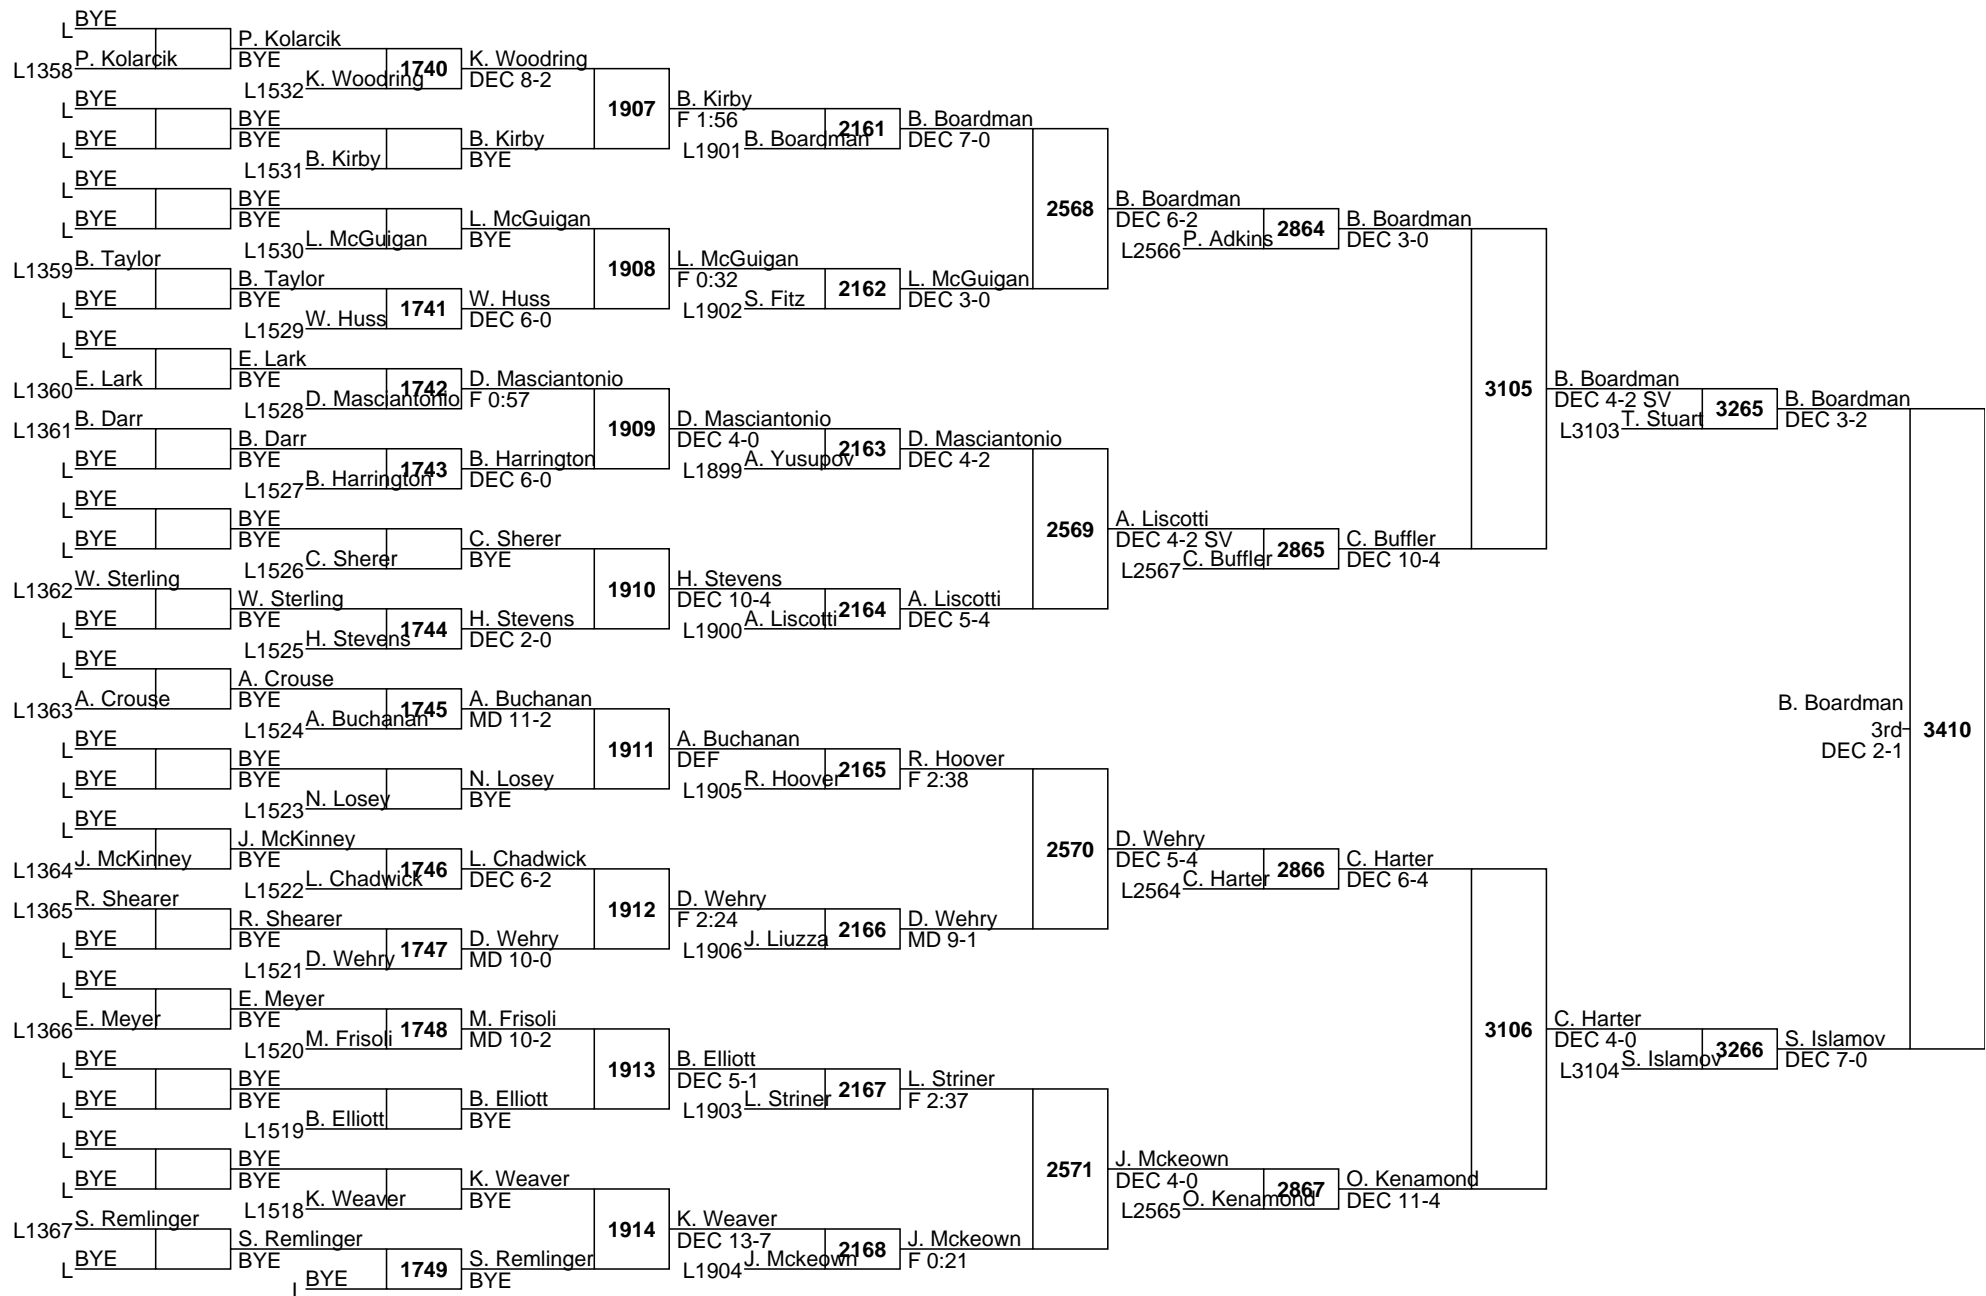 BYE
L
P. Kolarcik
L1358
BYE
L
BYE
L
BYE
L
BYE
L
B. Taylor
L1359
BYE
L
BYE
L
E. Lark
L1360
B. Darr
L1361
BYE
L
BYE
L
BYE
L
W. Sterling
L1362
BYE
L
BYE
L
A. Crouse
L1363
BYE
L
BYE
L
BYE
L
J. McKinney
L1364
R. Shearer
L1365
BYE
L
BYE
L
E. Meyer
L1366
BYE
L
BYE
L
BYE
L
BYE
L
S. Remlinger
L1367
BYE
L
P. Kolarcik
BYE
L1532 K. Woodring
1740
BYE
BYE
L1531 B. Kirby
BYE
BYE
L1530 L. McGuigan
B. Taylor
BYE
L1529 W. Huss
1741
E. Lark
BYE
L1528 D. Masciantonio
1742
B. Darr
BYE
L1527 B. Harrington
1743
BYE
BYE
L1526 C. Sherer
W. Sterling
BYE
L1525 H. Stevens
1744
A. Crouse
BYE
L1524 A. Buchanan
1745
BYE
BYE
L1523 N. Losey
J. McKinney
BYE
L1522 L. Chadwick
1746
R. Shearer
BYE
L1521 D. Wehry
1747
E. Meyer
BYE
L1520 M. Frisoli
1748
BYE
BYE
L1519 B. Elliott
BYE
BYE
L1518 K. Weaver
S. Remlinger
BYE
L BYE
1749
K. Woodring
DEC 8-2
1907
B. Kirby
BYE
L. McGuigan
BYE
1908
W. Huss
DEC 6-0
D. Masciantonio
F 0:57
1909
B. Harrington
DEC 6-0
C. Sherer
BYE
1910
H. Stevens
DEC 2-0
A. Buchanan
MD 11-2
1911
N. Losey
BYE
L. Chadwick
DEC 6-2
1912
D. Wehry
MD 10-0
M. Frisoli
MD 10-2
1913
B. Elliott
BYE
K. Weaver
BYE
1914
S. Remlinger
BYE
B. Kirby
F 1:56
L1901 B. Boardman
2161
L. McGuigan
F 0:32
L1902 S. Fitz
2162
D. Masciantonio
DEC 4-0
L1899 A. Yusupov
2163
H. Stevens
DEC 10-4
L1900 A. Liscotti
2164
A. Buchanan
DEF
L1905 R. Hoover
2165
D. Wehry
F 2:24
L1906 J. Liuzza
2166
B. Elliott
DEC 5-1
L1903 L. Striner
2167
K. Weaver
DEC 13-7
L1904 J. Mckeown
2168
B. Boardman
DEC 7-0
2568
L. McGuigan
DEC 3-0
D. Masciantonio
DEC 4-2
2569
A. Liscotti
DEC 5-4
R. Hoover
F 2:38
2570
D. Wehry
MD 9-1
L. Striner
F 2:37
2571
J. Mckeown
F 0:21
B. Boardman
DEC 6-2
L2566 P. Adkins
2864
A. Liscotti
DEC 4-2 SV
L2567 C. Buffler
2865
D. Wehry
DEC 5-4
L2564 C. Harter
2866
J. Mckeown
DEC 4-0
L2565 O. Kenamond
2867
B. Boardman
DEC 3-0
3105
C. Buffler
DEC 10-4
C. Harter
DEC 6-4
3106
O. Kenamond
DEC 11-4
B. Boardman
DEC 4-2 SV
L3103 T. Stuart
3265
C. Harter
DEC 4-0
L3104 S. Islamov
3266
B. Boardman
DEC 3-2
B. Boardman
3rd
DEC 2-1
3410
S. Islamov
DEC 7-0